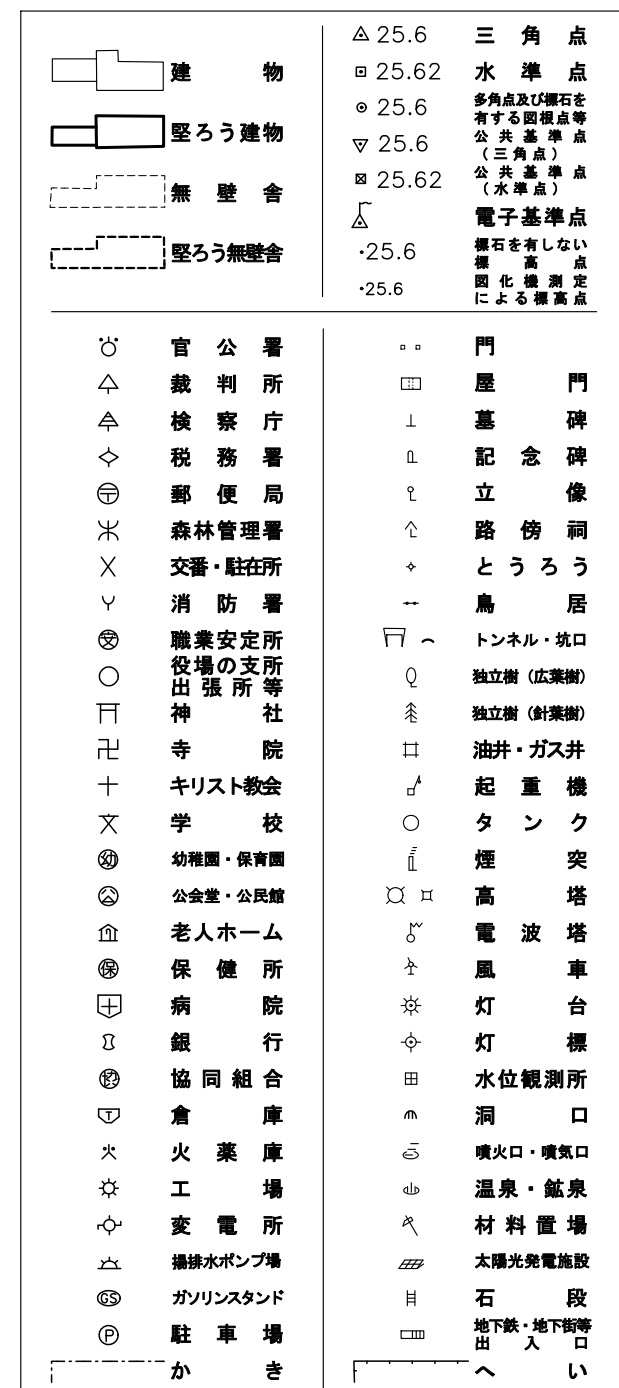 建物
堅ろう建物
無壁舎
堅ろう無壁舎
25.6 三角点
25.62 水準点
25.6 多角点及び標石を
有する図根点等
25.6 公共基準点
(三角点)
25.62 公共基準点
(水準点)
電子基準点
・25.6 標石を有しない
標高点
・25.6 図化機測定
による標高点
官公署
裁判所
検察庁
税務署
郵便局
森林管理署
交番・駐在所
消防署
職業安定所
役場の支所
出張所等
神社
寺院
キリスト教会
文 学校
幼 幼稚園・保育園
公 公会堂・公民館
老人ホーム
保 保健所
病院
銀行
協 協同組合
T 倉庫
火薬庫
工場
変電所
揚排水ポンプ場
GS ガソリンスタンド
P 駐車場
かき
門
屋門
墓碑
記念碑
立像
路傍祠
とうろう
鳥居
トンネル・坑口
独立樹(広葉樹)
独立樹(針葉樹)
油井・ガス井
起重機
タンク
煙突
高塔
電波塔
風車
灯台
灯標
水位観測所
洞口
噴火口・噴気口
温泉・鉱泉
材料置場
太陽光発電施設
石段
地下鉄・地下街等
出入口
へい